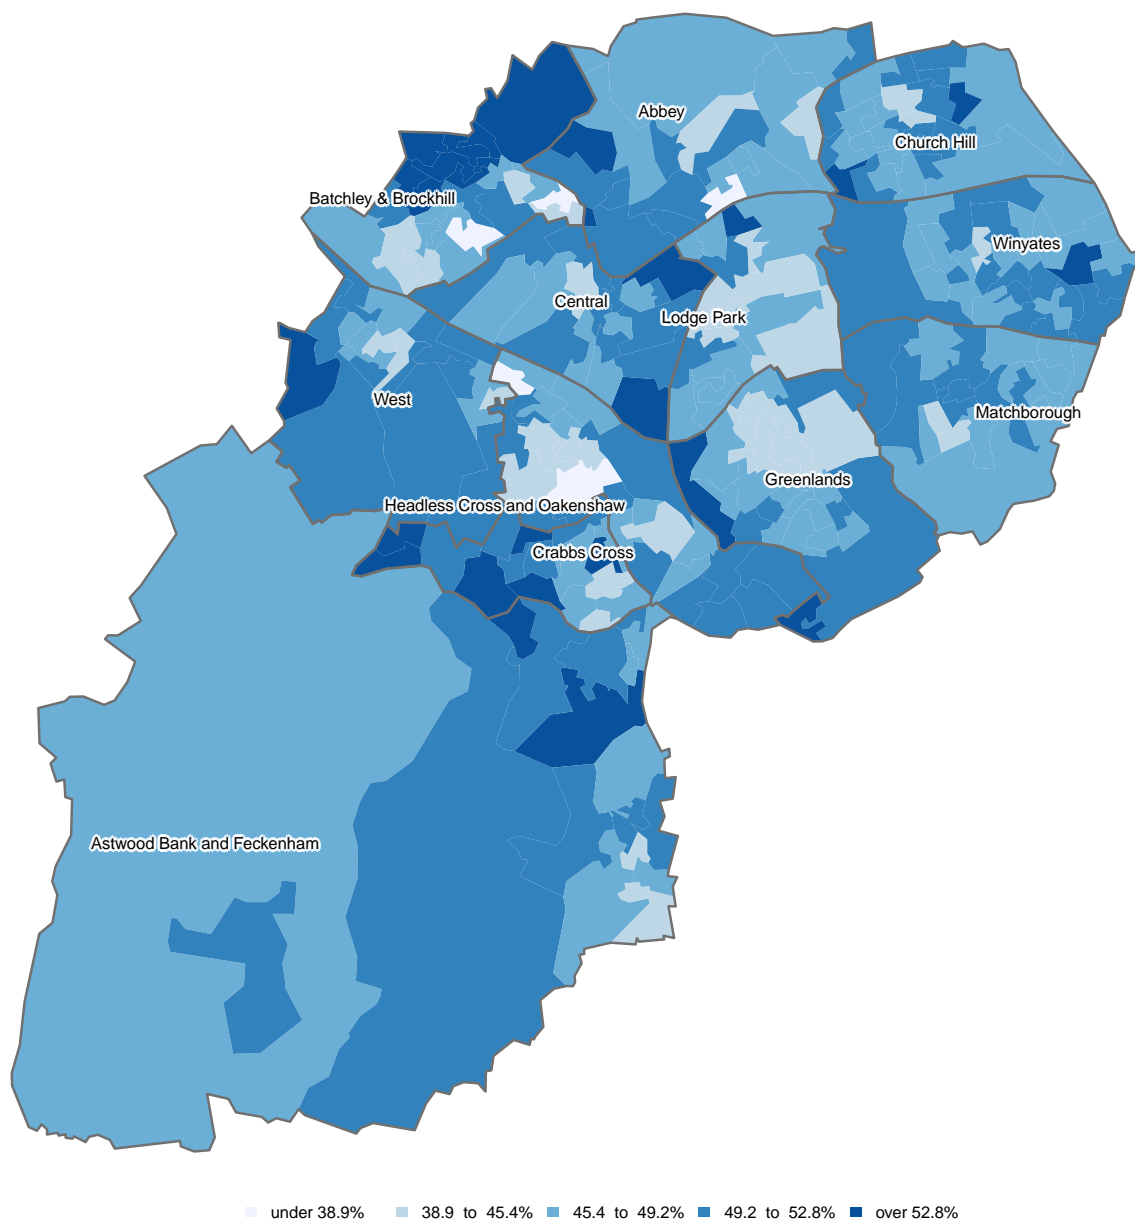 Abbey
Church Hill
Batchley & Brockhill
Winyates
Central
Lodge Park
West
Matchborough
Greenlands
Headless Cross and Oakenshaw
Crabbs Cross
Astwood Bank and Feckenham
under 38.9% 38.9 to 45.4% 45.4 to 49.2% 49.2 to 52.8% over 52.8%